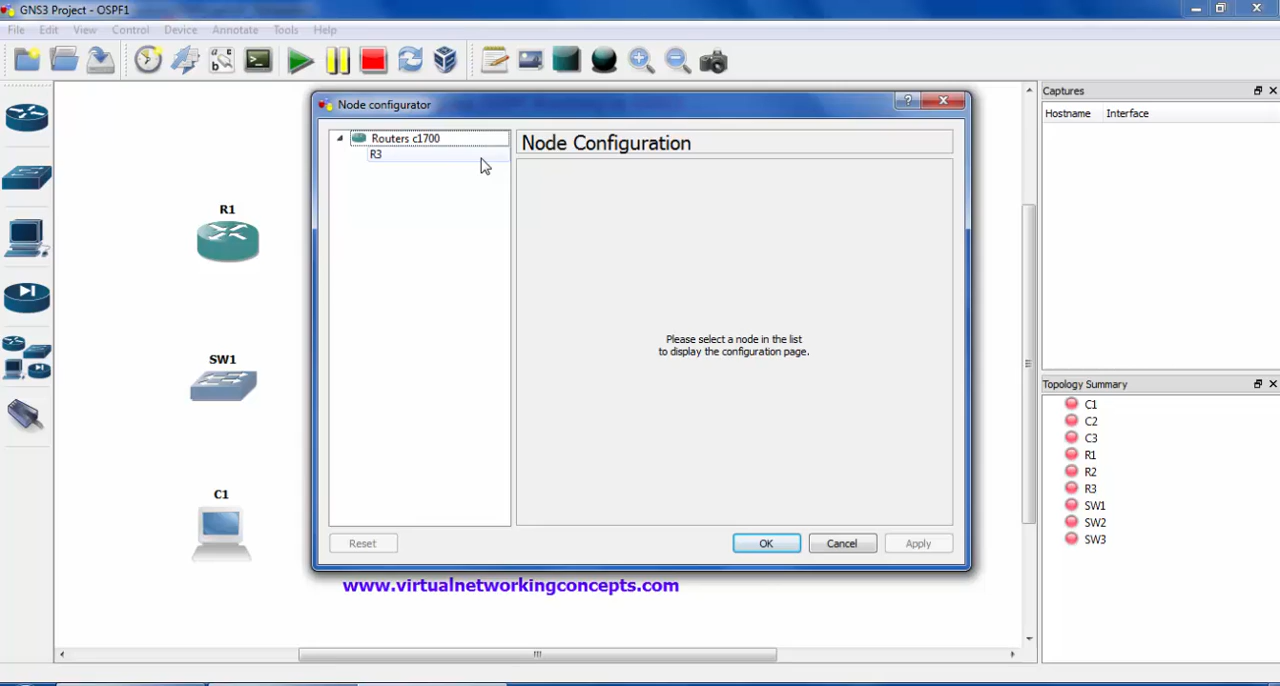 GNS3 Project - OSPF1
File Edit View Control Device Annotate Tools Help
Captures
Hostname Interface
Node configurator
Routers c1700
R3
Node Configuration
Please select a node in the list
to display the configuration page.
Reset
OK
Cancel
Apply
R1
SW1
C1
www.virtualnetworkingconcepts.com
Topology Summary
C1
C2
C3
R1
R2
R3
SW1
SW2
SW3